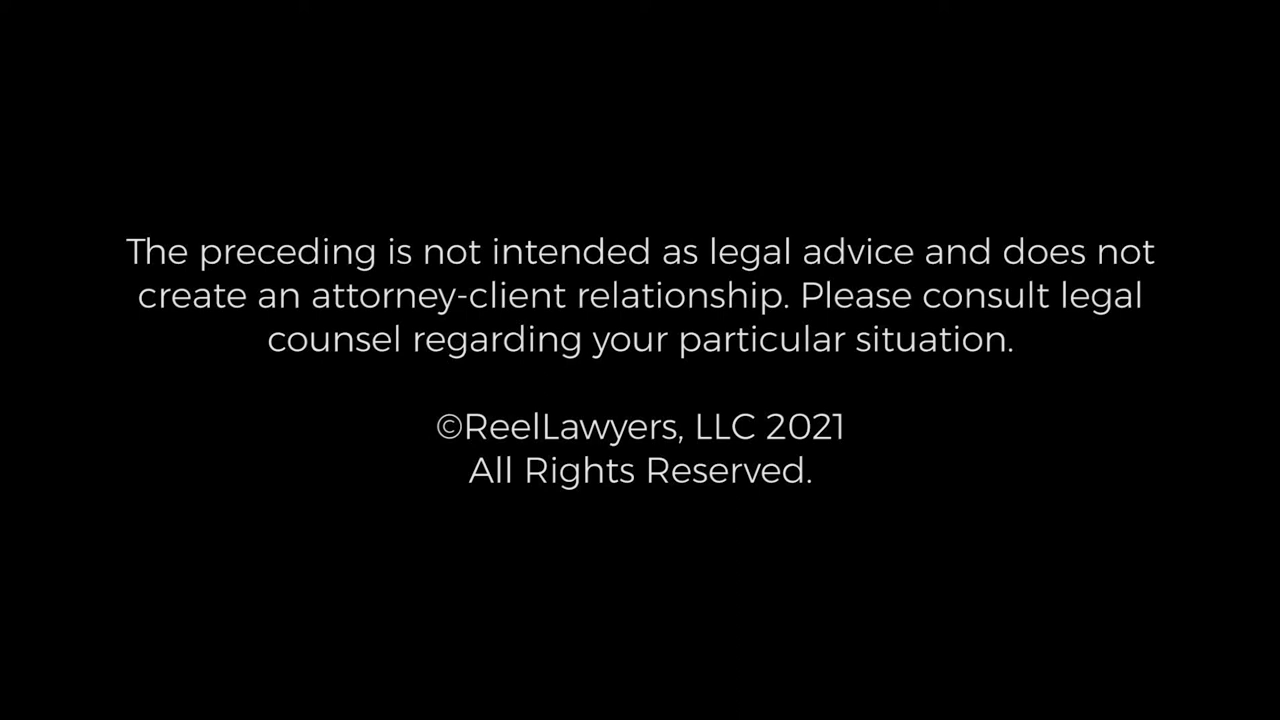 The preceding is not intended as legal advice and does not
create an attorney-client relationship. Please consult legal
counsel regarding your particular situation.
©ReelLawyers, LLC 2021
All Rights Reserved.